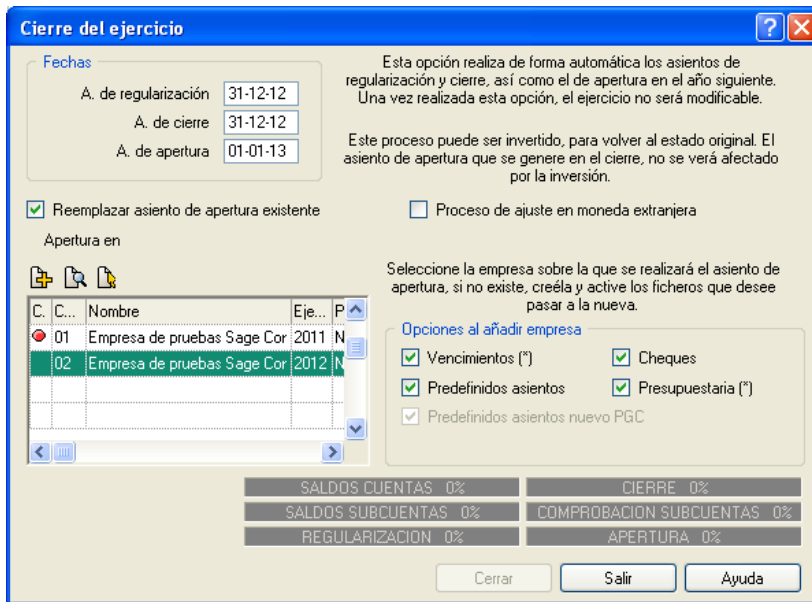 Cierre del ejercicio
Fechas
A. de regularización 31-12-12
A. de cierre 31-12-12
A. de apertura 01-01-13
Esta opción realiza de forma automática los asientos de
regularización y cierre, así como el de apertura en el año siguiente.
Una vez realizada esta opción, el ejercicio no será modificable.
Este proceso puede ser invertido, para volver al estado original. El
asiento de apertura que se genere en el cierre, no se verá afectado
por la inversión.
Reemplazar asiento de apertura existente
Proceso de ajuste en moneda extranjera
Apertura en
C. C... Nombre Eje... P
01 Empresa de pruebas Sage Cor 2011 N
02 Empresa de pruebas Sage Cor 2012 N
Seleccione la empresa sobre la que se realizará el asiento de
apertura, si no existe, creéla y active los ficheros que desee
pasar a la nueva.
Opciones al añadir empresa
Vencimientos (*)
Cheques
Predefinidos asientos
Presupuestaria (*)
Predefinidos asientos nuevo PGC
SALDOS CUENTAS 0%
CIERRE 0%
SALDOS SUBCUENTAS 0%
COMPROBACION SUBCUENTAS 0%
REGULARIZACION 0%
APERTURA 0%
Cerrar
Salir
Ayuda